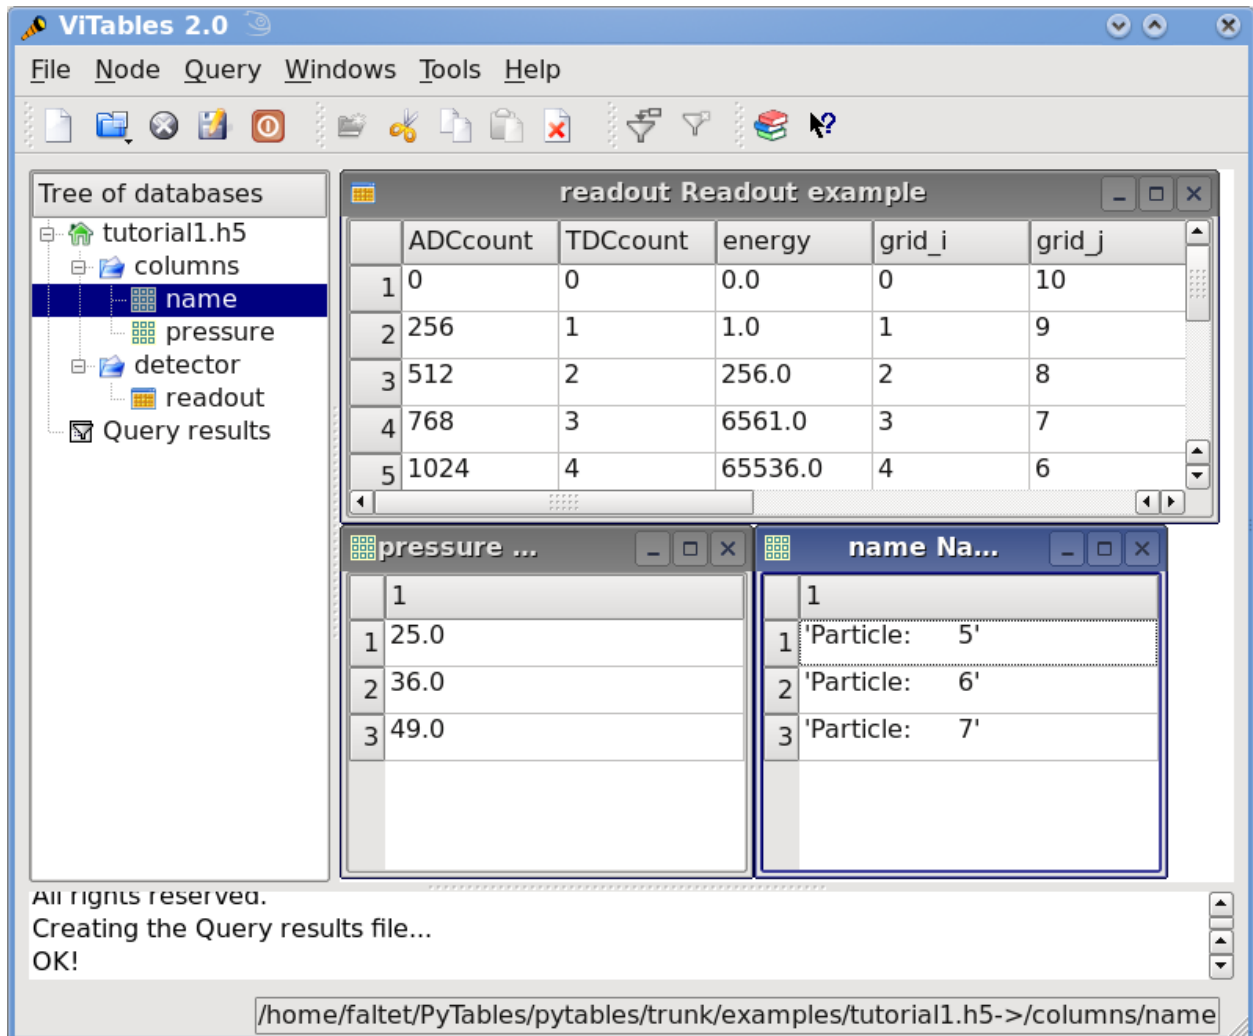 ViTables 2.0
File Node Query Windows Tools Help
Tree of databases
tutorial1.h5
columns
name
pressure
detector
readout
Query results
readout Readout example
ADCcount TDCcount energy grid_i grid_j
1 0 0 0.0 0 10
2 256 1 1.0 1 9
3 512 2 256.0 2 8
4 768 3 6561.0 3 7
5 1024 4 65536.0 4 6
pressure ...
1
1 25.0
2 36.0
3 49.0
name Na...
1
1 'Particle:      5'
2 'Particle:      6'
3 'Particle:      7'
All rights reserved.
Creating the Query results file...
OK!
/home/faltet/PyTables/pytables/trunk/examples/tutorial1.h5->/columns/name